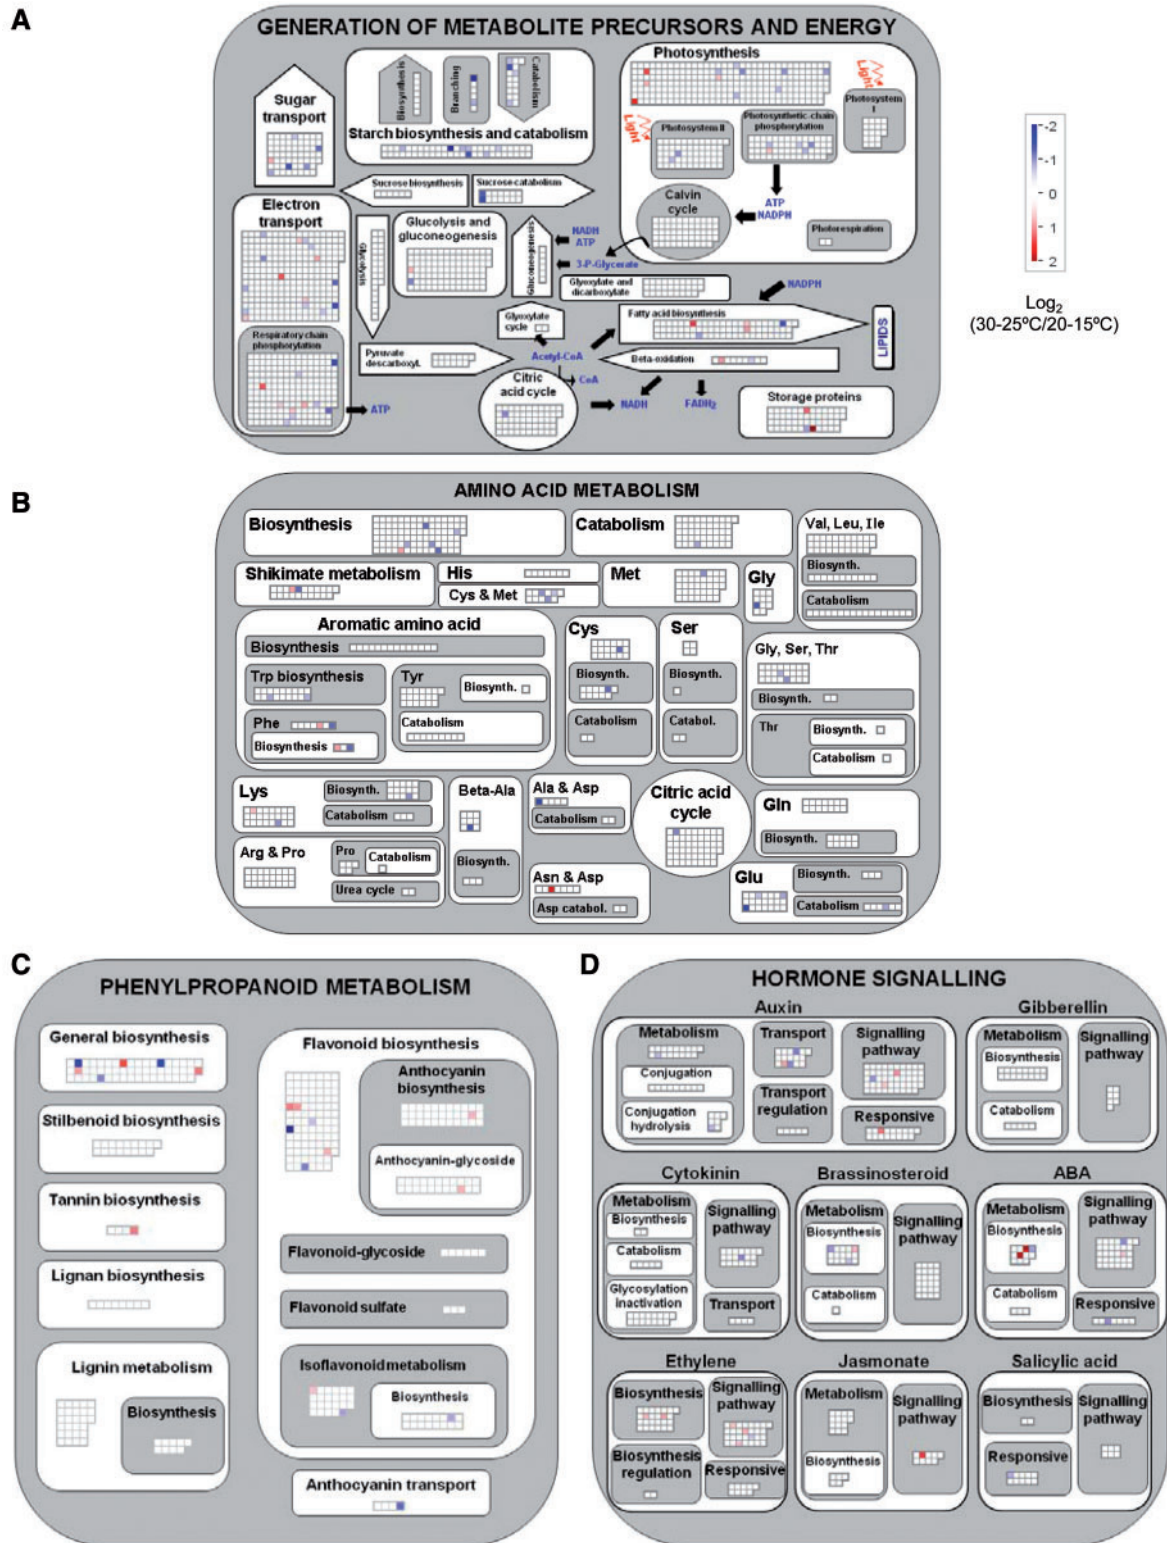 A
GENERATION OF METABOLITE PRECURSORS AND ENERGY
Sugar
transport
Biosynthesis
Branching
Catabolism
Starch biosynthesis and catabolism
Photosynthesis
Light
Photosystem
I
Light
Photosystem II
Photosynthetic-chain
phosphorylation
Sucrose biosynthesis
Sucrose-catabolism
Electron
transport
Glycolysis
Glucolysis and
gluconeogenesis
Gluconeogenesis
NADH
ATP
3-P-Glycerate
Calvin
cycle
ATP
NADPH
Photorespiration
Glyoxylate and
dicarboxylate
NADPH
Respiratory chain
phosphorylation
ATP
Pyruvate
descarboxyl.
Glyoxylate
cycle
Acetyl-CoA
CoA
Citric
acid cycle
Fatty acid biosynthesis
LIPIDS
Beta-oxidation
NADH
FADH₂
Storage proteins
-2
-1
0
1
2
Log₂
(30-25ºC/20-15ºC)
B
AMINO ACID METABOLISM
Biosynthesis
Catabolism
Val, Leu, Ile
Biosynth.
Catabolism
Shikimate metabolism
His
Cys & Met
Met
Gly
Aromatic amino acid
Biosynthesis
Trp biosynthesis
Tyr
Biosynth.
Catabolism
Phe
Biosynthesis
Cys
Biosynth.
Catabolism
Ser
Biosynth.
Catabol.
Gly, Ser, Thr
Biosynth.
Thr
Biosynth.
Catabolism
Lys
Biosynth.
Catabolism
Beta-Ala
Biosynth.
Ala & Asp
Catabolism
Citric acid
cycle
Gln
Biosynth.
Arg & Pro
Pro
Catabolism
Urea cycle
Asn & Asp
Asp catabol.
Glu
Biosynth.
Catabolism
C
PHENYLPROPANOID METABOLISM
General biosynthesis
Stilbenoid biosynthesis
Tannin biosynthesis
Lignan biosynthesis
Lignin metabolism
Biosynthesis
Flavonoid biosynthesis
Anthocyanin
biosynthesis
Anthocyanin-glycoside
Flavonoid-glycoside
Flavonoid sulfate
Isoflavonoid metabolism
Biosynthesis
Anthocyanin transport
D
HORMONE SIGNALLING
Auxin
Metabolism
Conjugation
Conjugation
hydrolysis
Transport
Transport
regulation
Signalling
pathway
Responsive
Gibberellin
Metabolism
Biosynthesis
Catabolism
Signalling
pathway
Cytokinin
Metabolism
Biosynthesis
Catabolism
Glycosylation
inactivation
Signalling
pathway
Transport
Brassinosteroid
Metabolism
Biosynthesis
Catabolism
Signalling
pathway
ABA
Metabolism
Biosynthesis
Catabolism
Signalling
pathway
Responsive
Ethylene
Biosynthesis
Biosynthesis
regulation
Signalling
pathway
Responsive
Jasmonate
Metabolism
Biosynthesis
Signalling
pathway
Salicylic acid
Biosynthesis
Responsive
Signalling
pathway